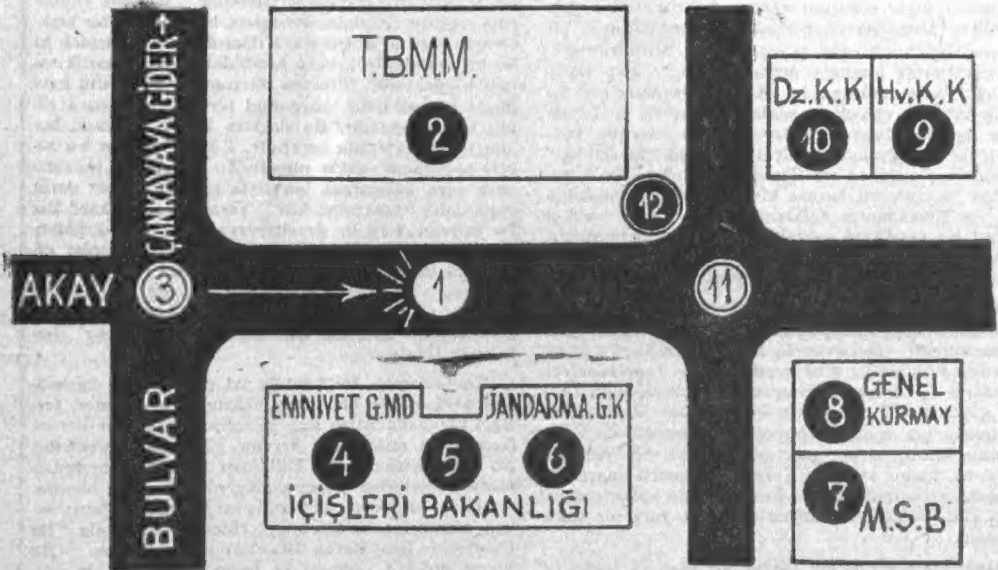 ÇANKAYAYA GİDER→
T.B.M.M.
2
Dz.K.K
Hv.K.K
10
9
12
AKAY
3
1
11
BULVAR
EMNİYET G.MD
JANDARMA.G.K
4
5
6
İÇİŞLERİ BAKANLIĞI
8
GENEL
KURMAY
7
M.S.B